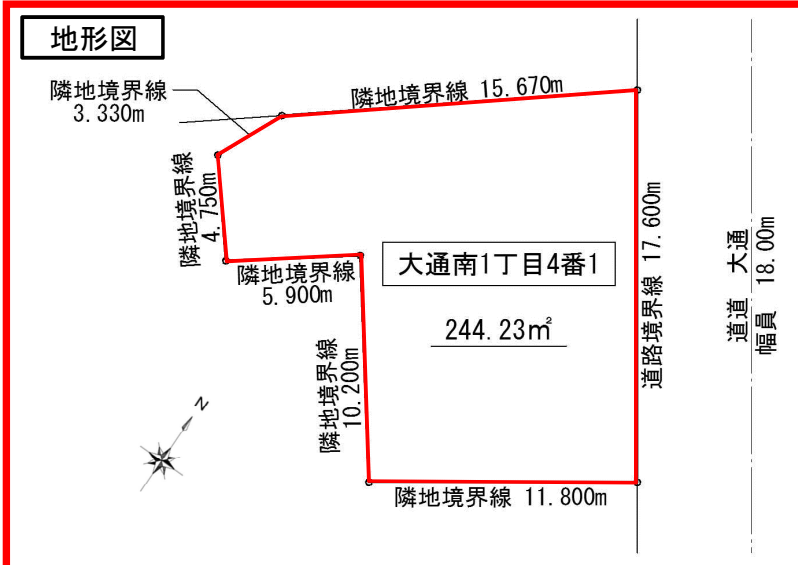 地形図
隣地境界線
3.330m
隣地境界線 15.670m
隣地境界線
4.750m
隣地境界線
5.900m
大通南1丁目4番1
244.23㎡
隣地境界線
10.200m
隣地境界線 11.800m
道路境界線 17.600m
道道 大通
幅員 18.00m
N